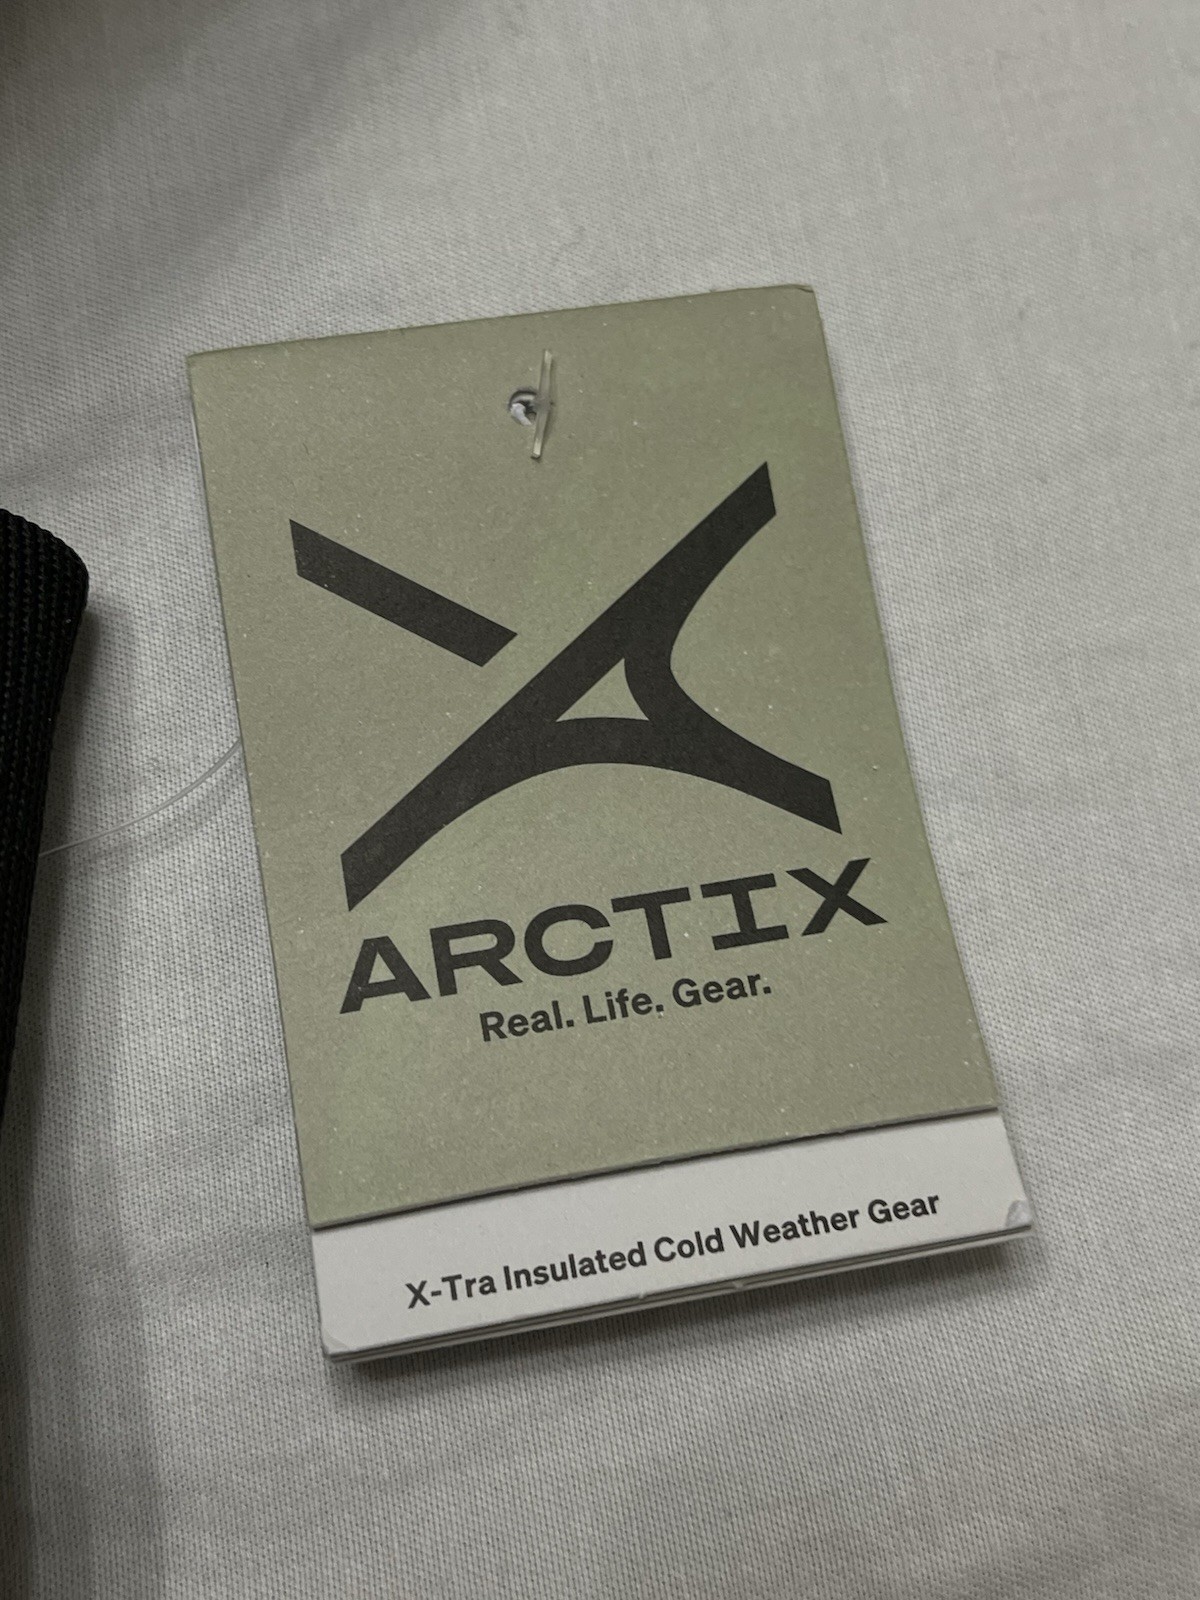 ARCTIX
Real. Life. Gear.
X-Tra Insulated Cold Weather Gear